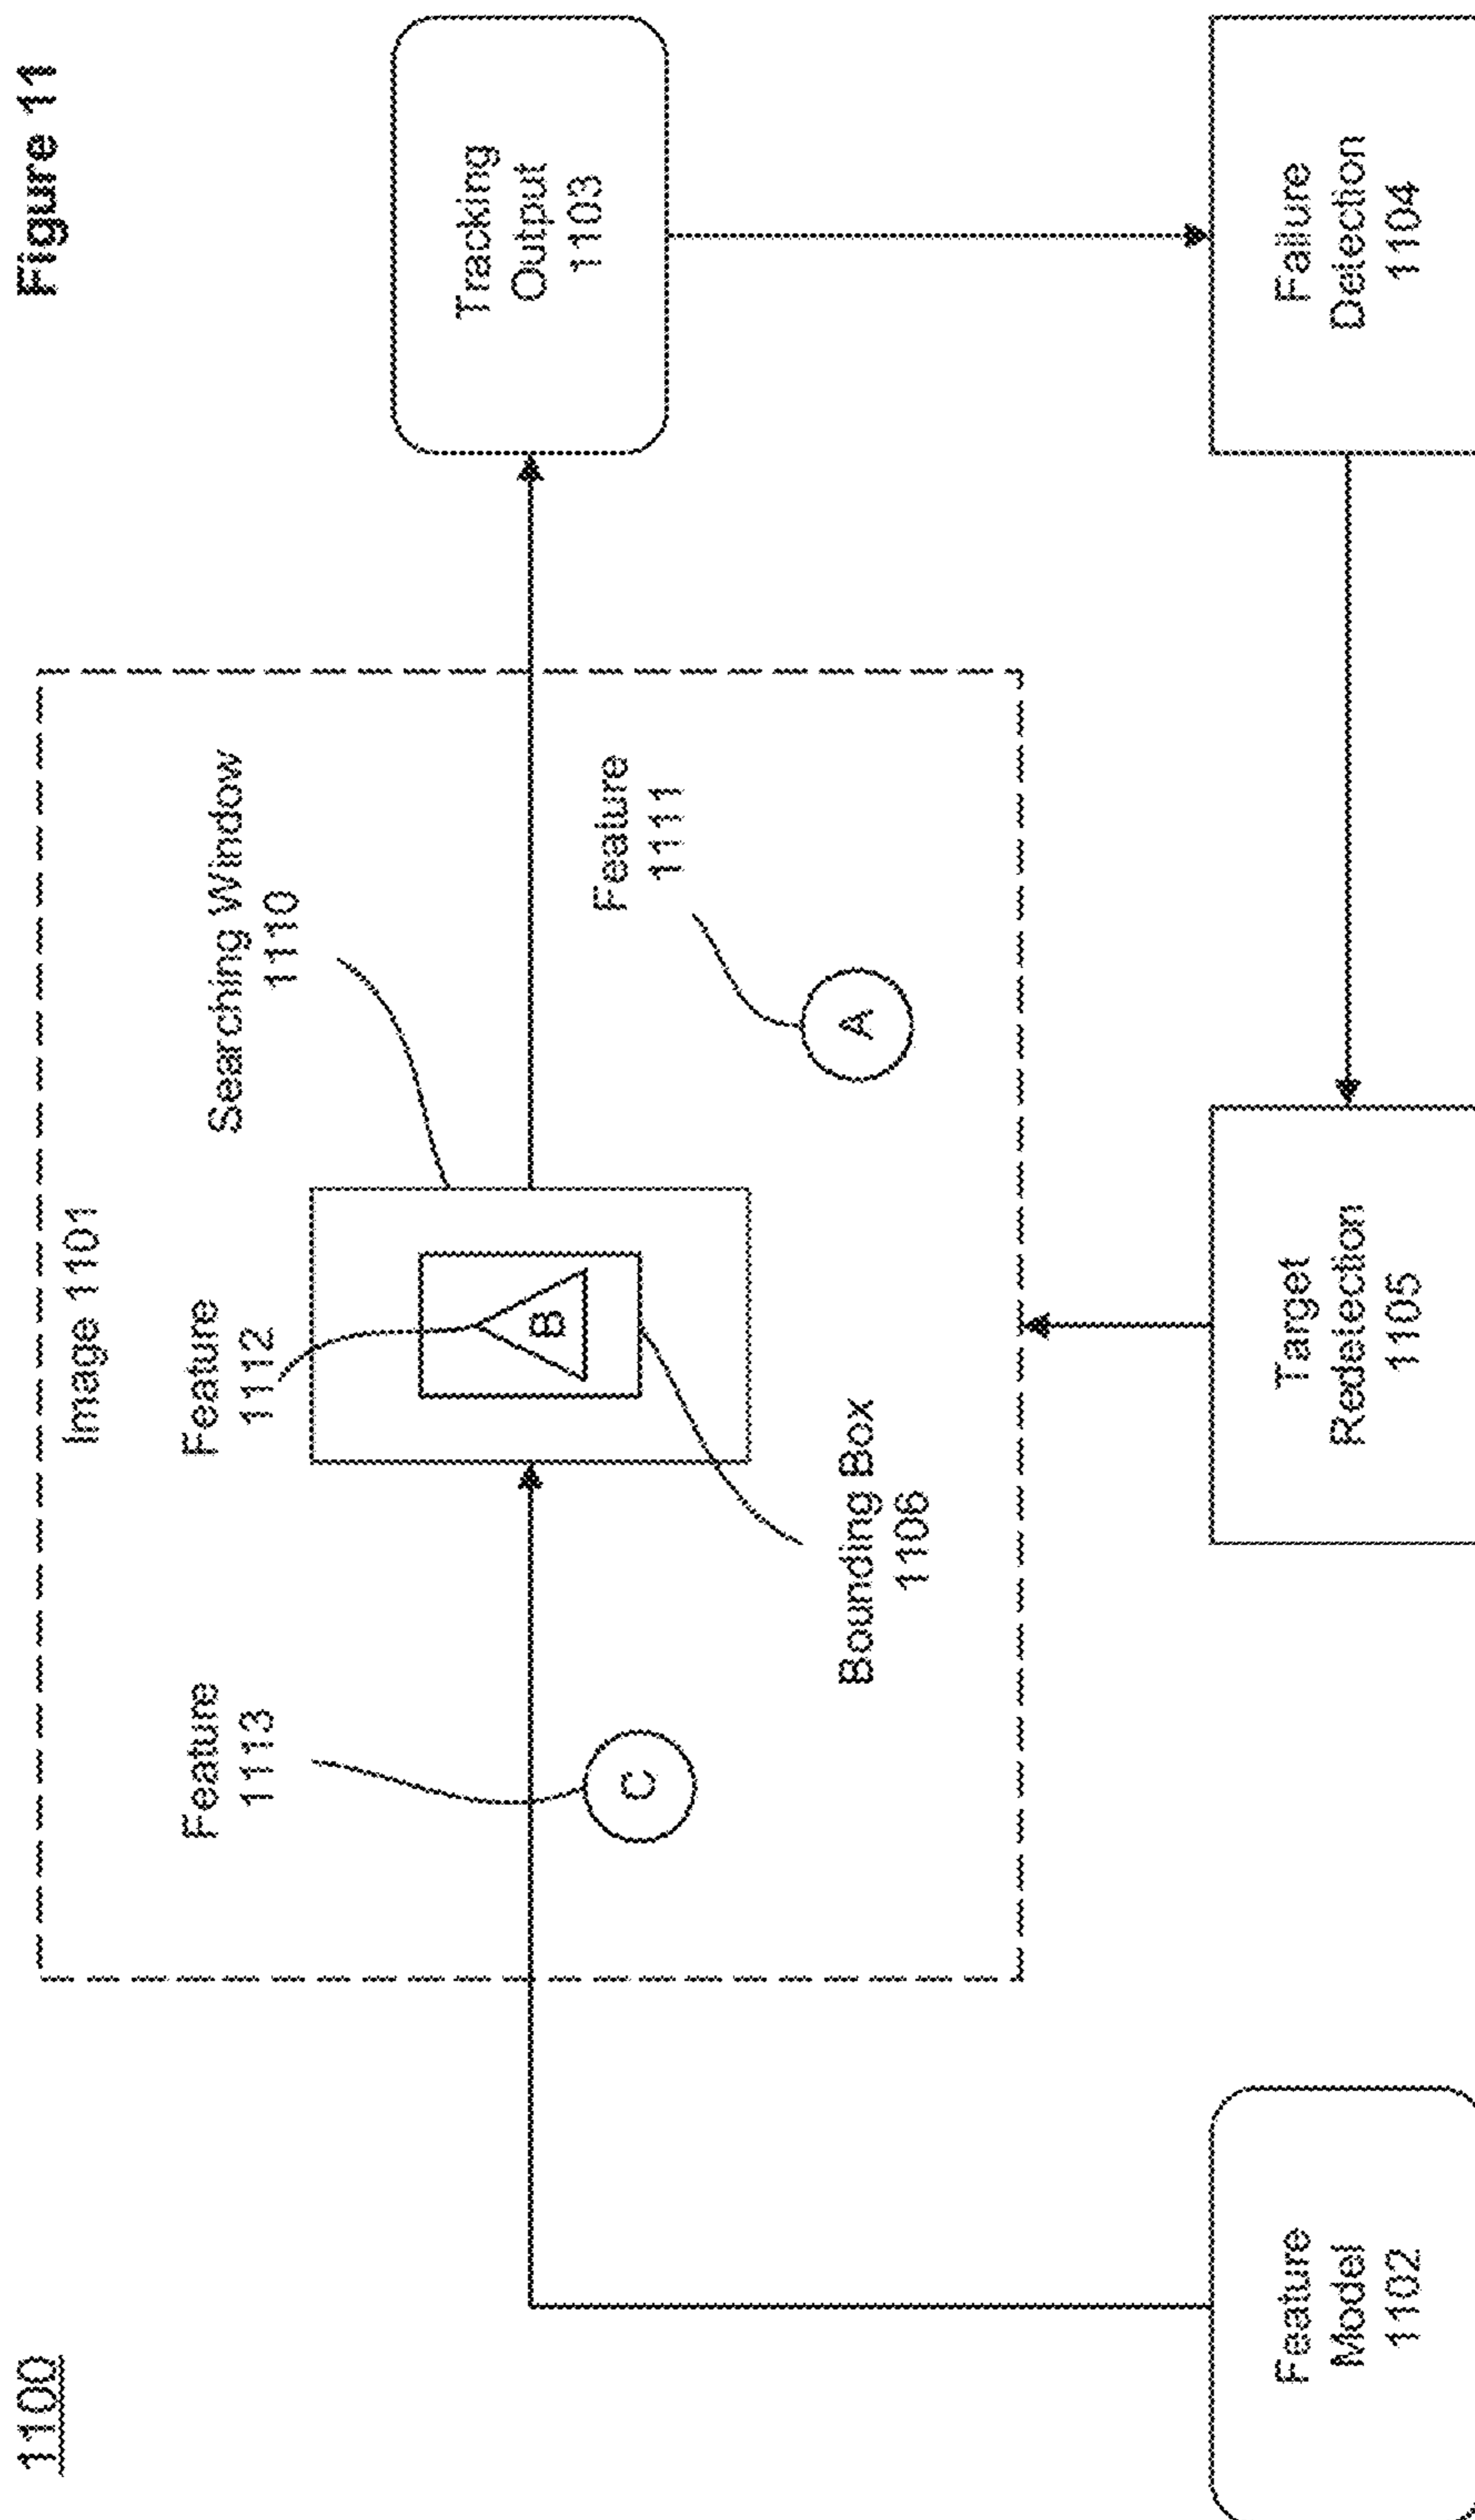 1100
Figure 11
Image 1101
Feature
1113
Feature
1112
Searching Window
1110
C
B
A
Bounding Box
1106
Feature
1111
Tracking
Output
1103
Feature
Model
1102
Target
Redetection
1105
Failure
Detection
1104